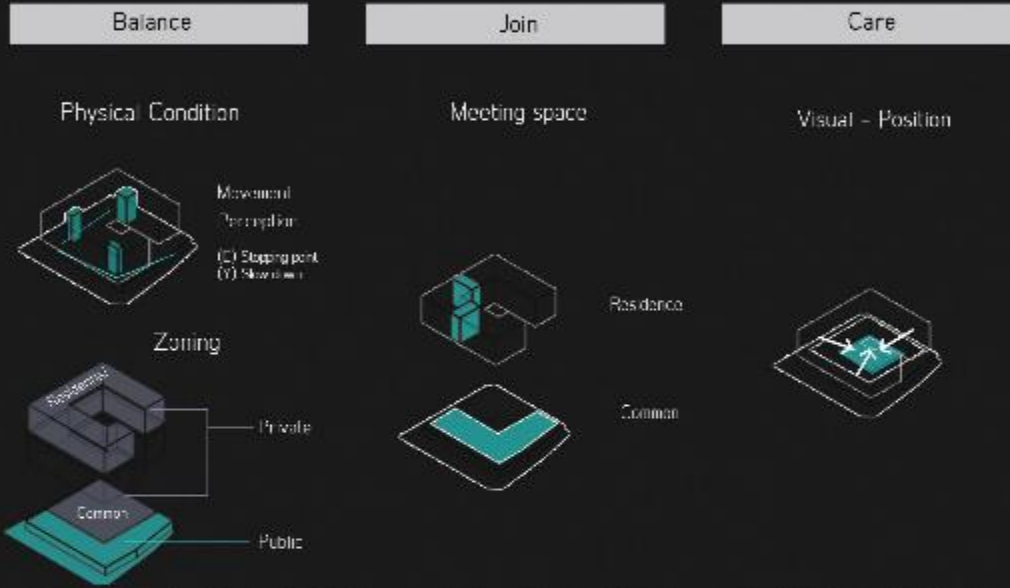 Balance
Physical Condition
Movement
Perception
Stopping point
(Y) Slow down
Zoning
Residential
Private
Common
Public
Join
Meeting space
Residence
Common
Care
Visual - Position